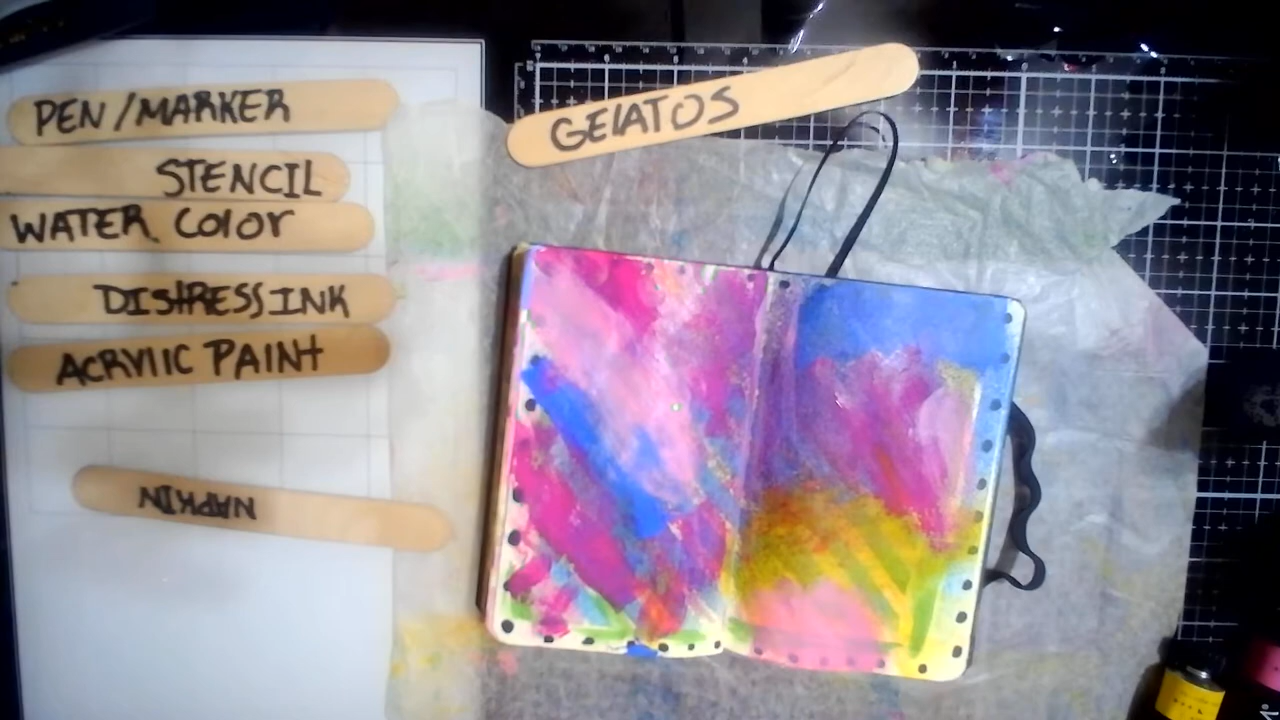 PEN/MARKER
GELATOS
STENCIL
WATER COlOr
DIStRESS INK
ACRYlIC PAINt
NAPKIN